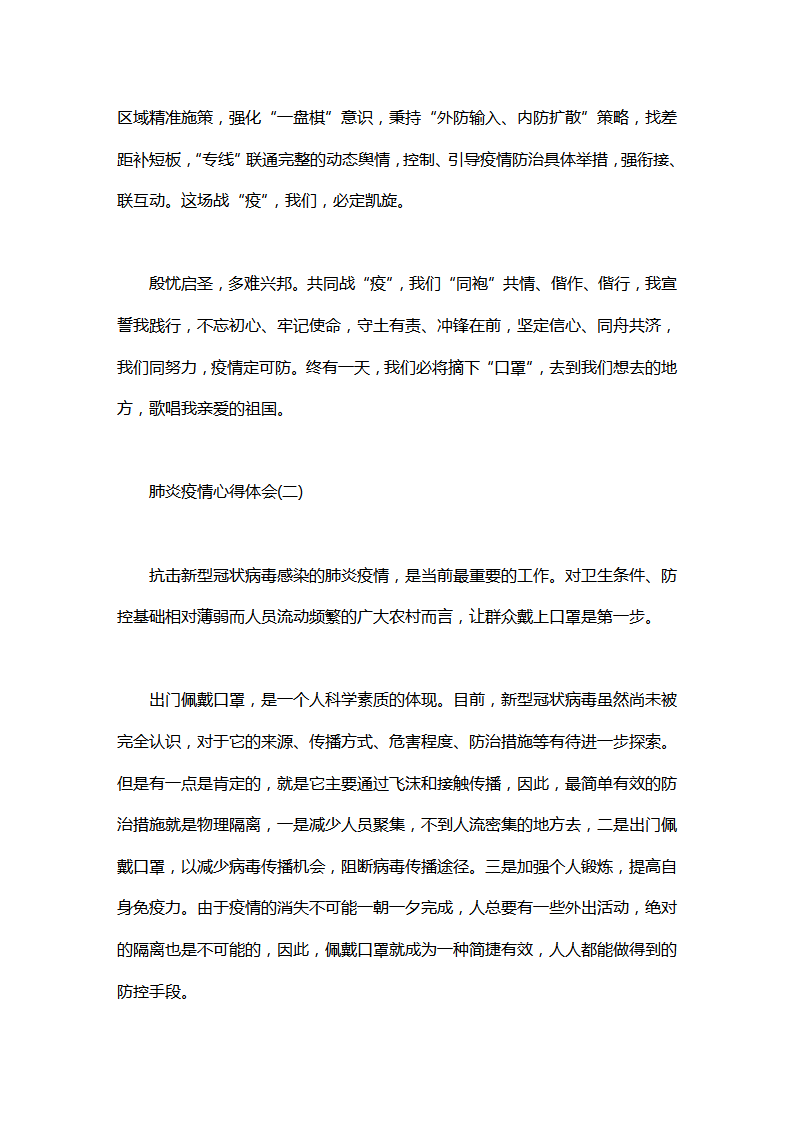 区域精准施策，强化“一盘棋”意识，秉持“外防输入、内防扩散”策略，找差
距补短板，“专线”联通完整的动态舆情，控制、引导疫情防治具体举措，强衔接、
联互动。这场战“疫”，我们，必定凯旋。
殷忧启圣，多难兴邦。共同战“疫”，我们“同袍”共情、偕作、偕行，我宣
誓我践行，不忘初心、牢记使命，守土有责、冲锋在前，坚定信心、同舟共济，
我们同努力，疫情定可防。终有一天，我们必将摘下“口罩”，去到我们想去的地
方，歌唱我亲爱的祖国。
肺炎疫情心得体会(二)
抗击新型冠状病毒感染的肺炎疫情，是当前最重要的工作。对卫生条件、防
控基础相对薄弱而人员流动频繁的广大农村而言，让群众戴上口罩是第一步。
出门佩戴口罩，是一个人科学素质的体现。目前，新型冠状病毒虽然尚未被
完全认识，对于它的来源、传播方式、危害程度、防治措施等有待进一步探索。
但是有一点是肯定的，就是它主要通过飞沫和接触传播，因此，最简单有效的防
治措施就是物理隔离，一是减少人员聚集，不到人流密集的地方去，二是出门佩
戴口罩，以减少病毒传播机会，阻断病毒传播途径。三是加强个人锻炼，提高自
身免疫力。由于疫情的消失不可能一朝一夕完成，人总要有一些外出活动，绝对
的隔离也是不可能的，因此，佩戴口罩就成为一种简捷有效，人人都能做得到的
防控手段。